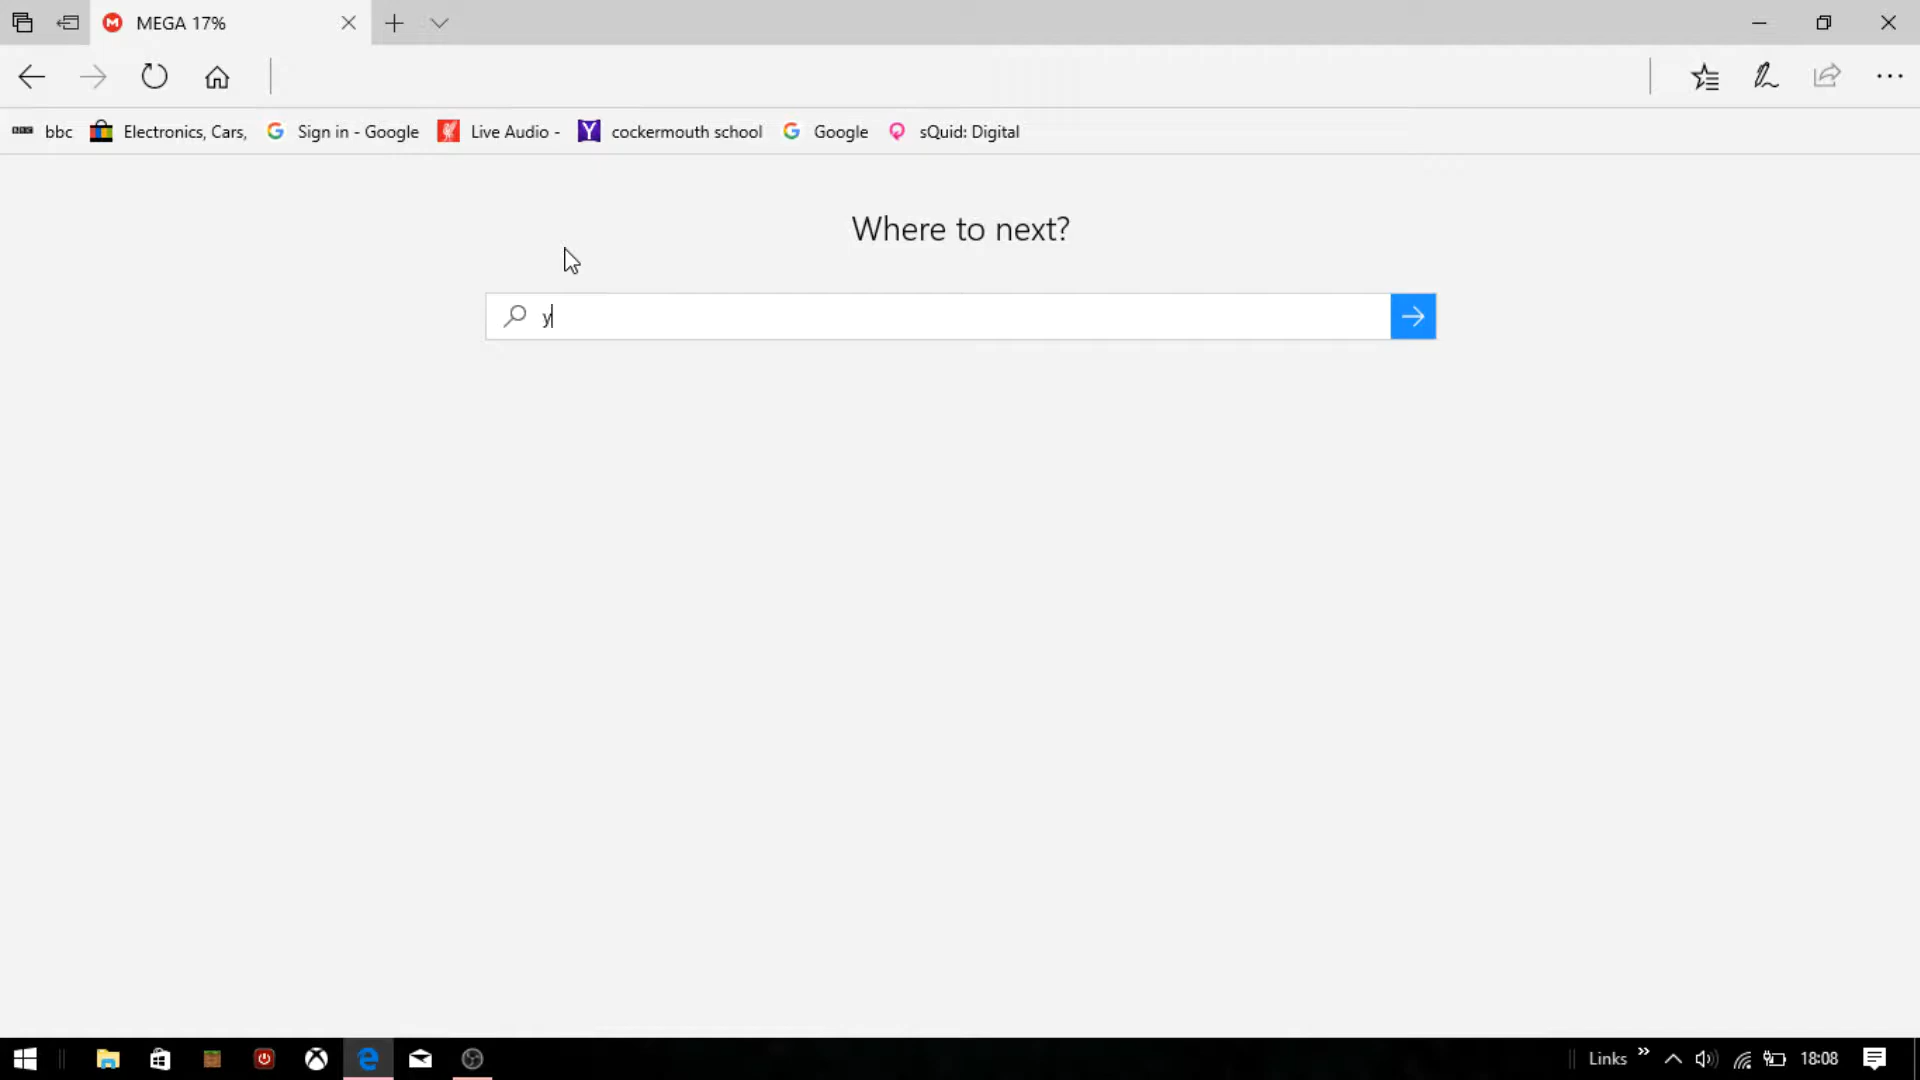 MEGA 17%
BBC bbc Electronics, Cars, Sign in - Google Live Audio - Y cockermouth school Google sQuid: Digital
Where to next?
y
Links 18:08